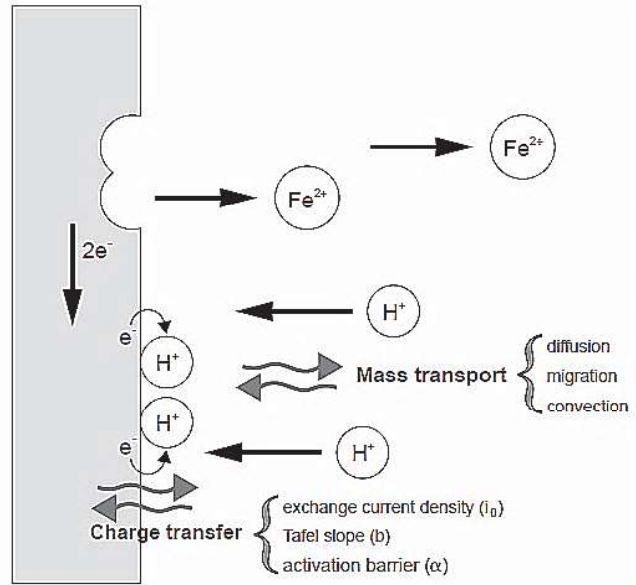 Fe²⁺
Fe²⁺
2e⁻
H⁺
e⁻
H⁺
diffusion
Mass transport
migration
convection
H⁺
e⁻
H⁺
exchange current density (i₀)
Charge transfer
Tafel slope (b)
activation barrier (α)